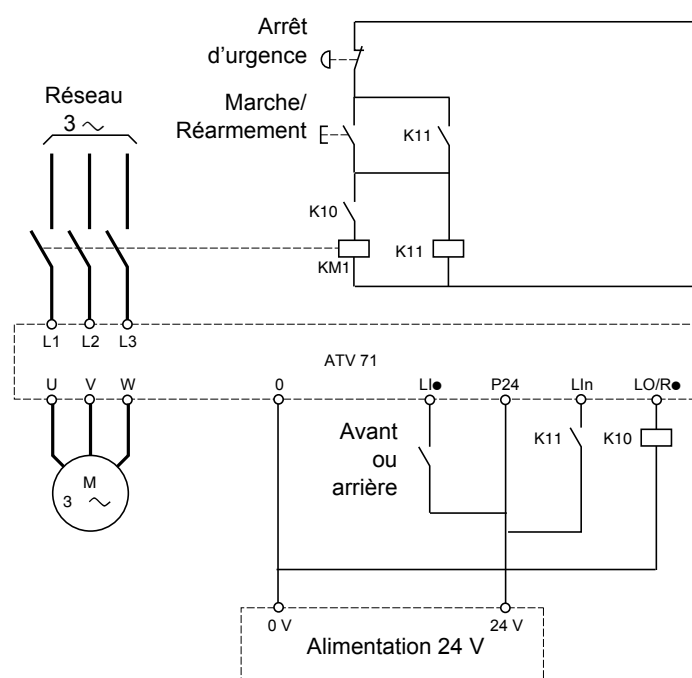 Arrêt
d'urgence
Réseau
3 ~
Marche/
Réarmement
K11
K10
KM1
K11
L1 L2 L3
ATV 71
U V W 0 LI● P24 LIn LO/R●
Avant
ou
arrière
K11
K10
M
3 ~
0 V
24 V
Alimentation 24 V